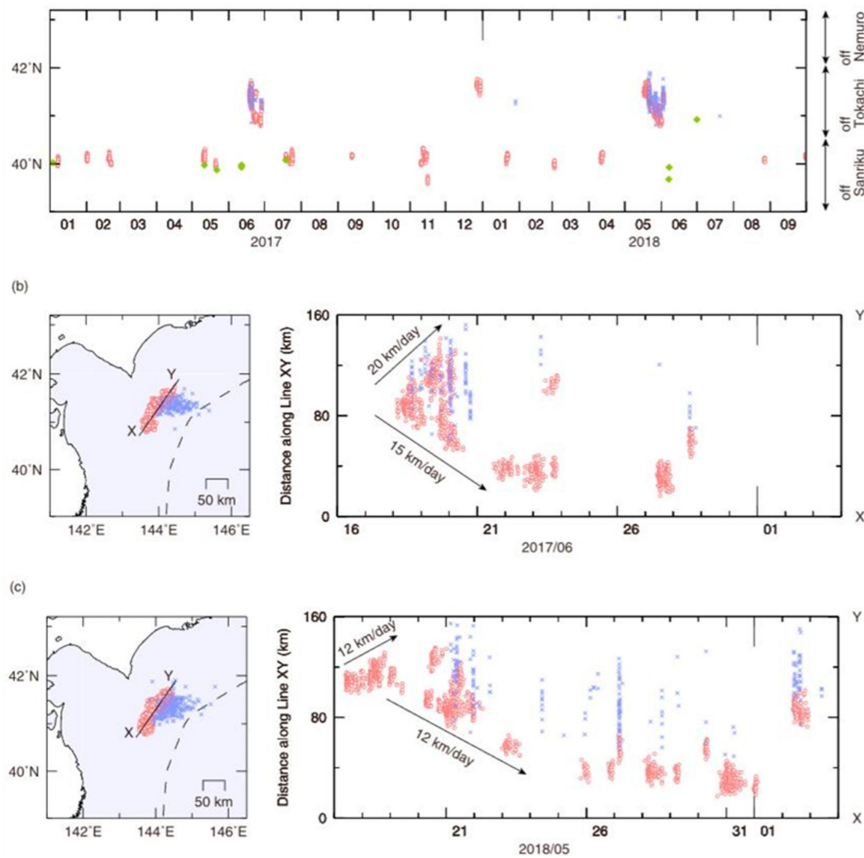 42˚N
40˚N
off Nemuro
off Tokachi
off Sanriku
01 02 03 04 05 06 07 08 09 10 11 12 01 02 03 04 05 06 07 08 09
2017 2018
(b)
42˚N
40˚N
142˚E 144˚E 146˚E
X
Y
50 km
Distance along Line XY (km)
160
80
0
20 km/day
15 km/day
16 21 26 01
2017/06
Y
X
(c)
42˚N
40˚N
142˚E 144˚E 146˚E
X
Y
50 km
Distance along Line XY (km)
160
80
0
12 km/day
12 km/day
21 26 31 01
2018/05
Y
X